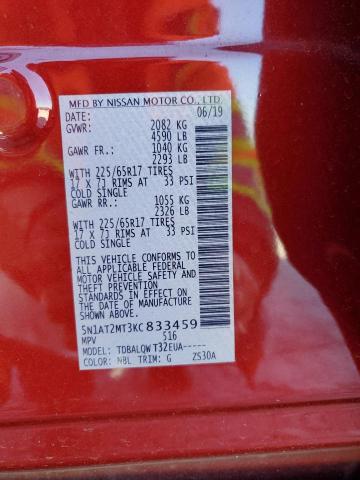 MFD BY NISSAN MOTOR CO., LTD.
DATE: 06/19
GVWR: 2082 KG
4590 LB
GAWR FR.: 1040 KG
2293 LB
WITH 225/65R17 TIRES
17 X 7J RIMS AT 33 PSI
COLD SINGLE
GAWR RR.: 1055 KG
2326 LB
WITH 225/65R17 TIRES
17 X 7J RIMS AT 33 PSI
COLD SINGLE
THIS VEHICLE CONFORMS TO
ALL APPLICABLE FEDERAL
MOTOR VEHICLE SAFETY AND
THEFT PREVENTION
STANDARDS IN EFFECT ON
THE DATE OF MANUFACTURE
SHOWN ABOVE.
5N1AT2MT3KC833459
MPV 516
MODEL: TDBALQW T32EUA-----
COLOR: NBL TRIM: G ZS30A